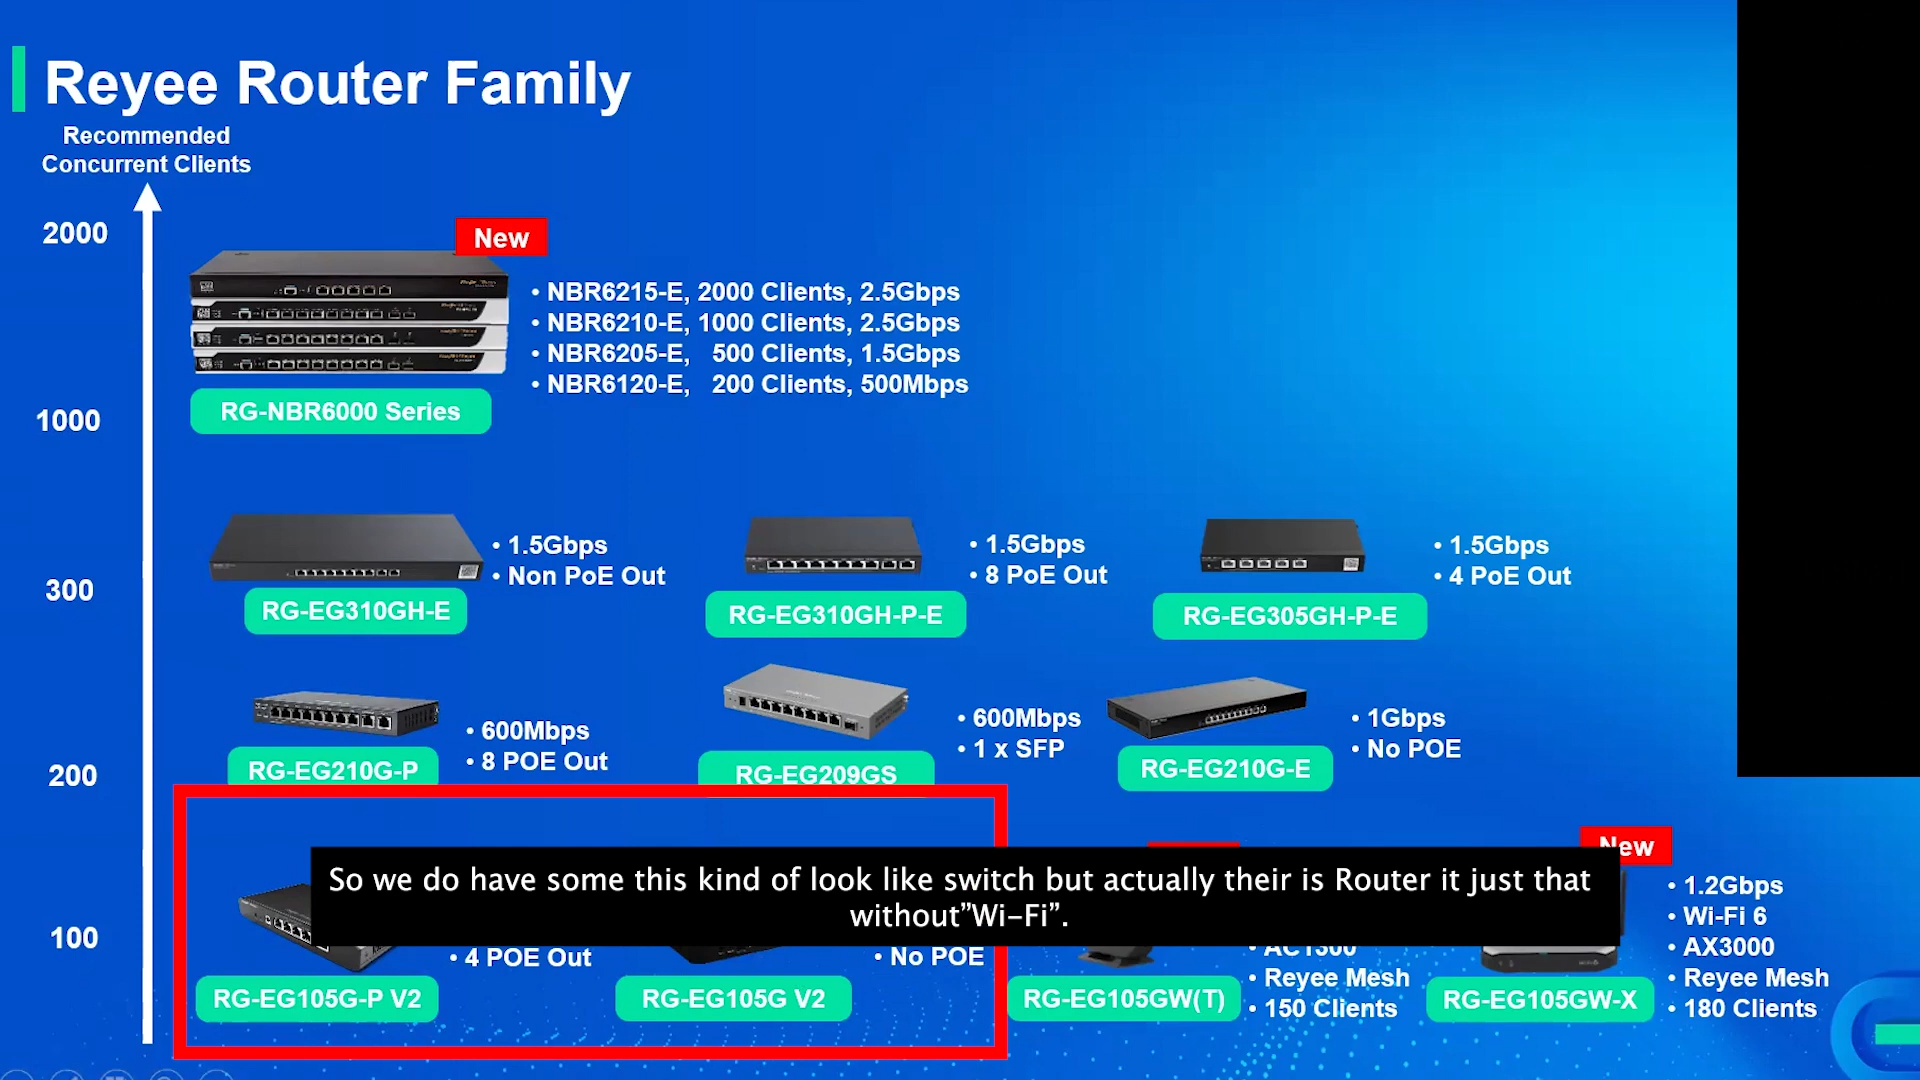 Reyee Router Family
Recommended
Concurrent Clients
2000
New
• NBR6215-E, 2000 Clients, 2.5Gbps
• NBR6210-E, 1000 Clients, 2.5Gbps
• NBR6205-E, 500 Clients, 1.5Gbps
• NBR6120-E, 200 Clients, 500Mbps
RG-NBR6000 Series
1000
300
• 1.5Gbps
• Non PoE Out
RG-EG310GH-E
• 1.5Gbps
• 8 PoE Out
RG-EG310GH-P-E
• 1.5Gbps
• 4 PoE Out
RG-EG305GH-P-E
200
• 600Mbps
• 8 POE Out
RG-EG210G-P
• 600Mbps
• 1 x SFP
RG-EG209GS
• 1Gbps
• No POE
RG-EG210G-E
100
So we do have some this kind of look like switch but actually their is Router it just that
without”Wi-Fi”.
• 4 POE Out
RG-EG105G-P V2
• No POE
RG-EG105G V2
• AC1300
• Reyee Mesh
• 150 Clients
RG-EG105GW(T)
New
• 1.2Gbps
• Wi-Fi 6
• AX3000
• Reyee Mesh
• 180 Clients
RG-EG105GW-X